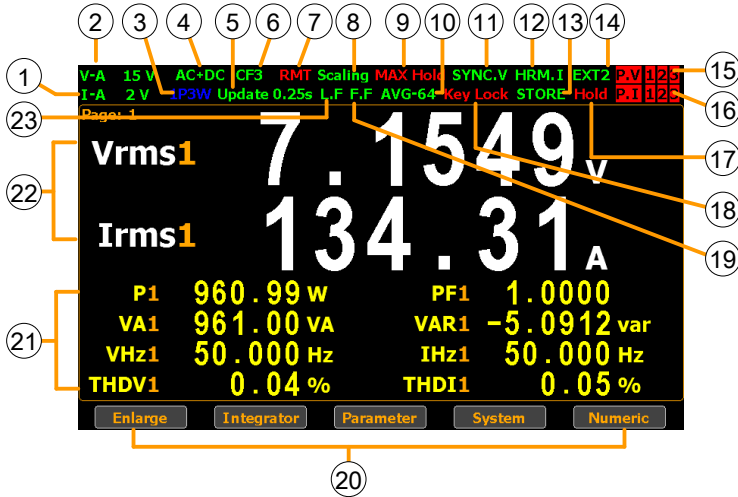 2 3 4 5 6 7 8 9 10 11 12 13 14
V-A 15 V AC+DC CF3 RMT Scaling MAX Hold SYNC.V HRM.I EXT2 P.V 1 2 S 15
1 I-A 2 V 1P3W Update 0.25s L.F F.F AVG-64 Key Lock STORE Hold P.I 1 2 S 16
23 Page: 1 17
Vrms1 7.1549 V
22 18
Irms1 134.31 A 19
P1 960.99 W PF1 1.0000
21 VA1 961.00 VA VAR1 -5.0912 var
VHz1 50.000 Hz IHz1 50.000 Hz
THDV1 0.04 % THDI1 0.05 %
Enlarge Integrator Parameter System Numeric
20